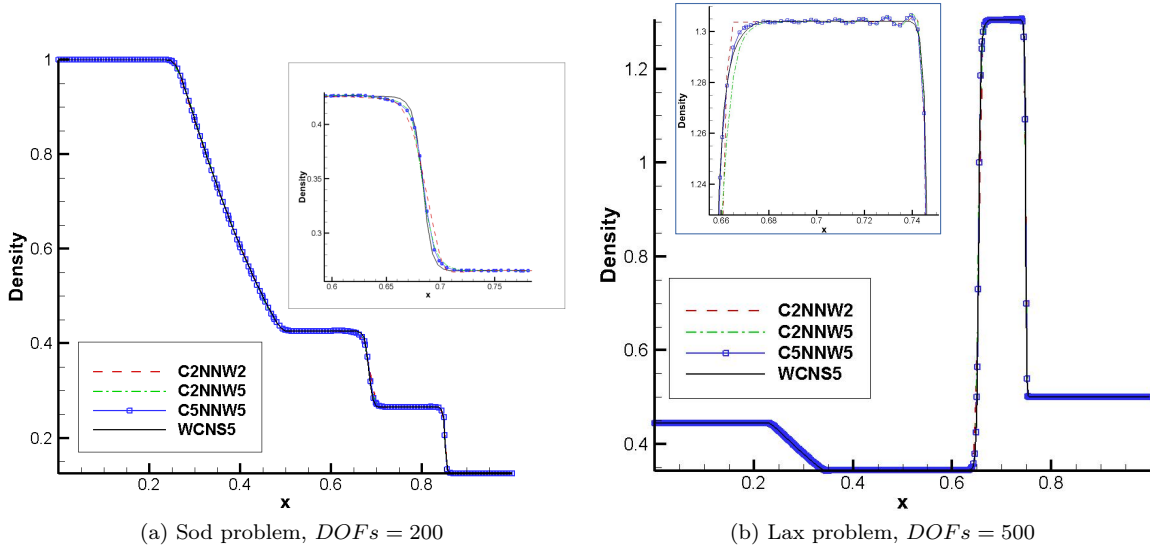 1
0.8
0.6
0.4
0.2
Density
0.2
0.4
0.6
0.8
x
C2NNW2
C2NNW5
C5NNW5
WCNS5
0.4
0.35
0.3
Density
0.6
0.65
0.7
0.75
x
(a) Sod problem, DOFs = 200
1.2
1
0.8
0.6
0.4
Density
0.2
0.4
0.6
0.8
x
C2NNW2
C2NNW5
C5NNW5
WCNS5
1.3
1.28
1.26
1.24
Density
0.66
0.68
0.7
0.72
0.74
x
(b) Lax problem, DOFs = 500